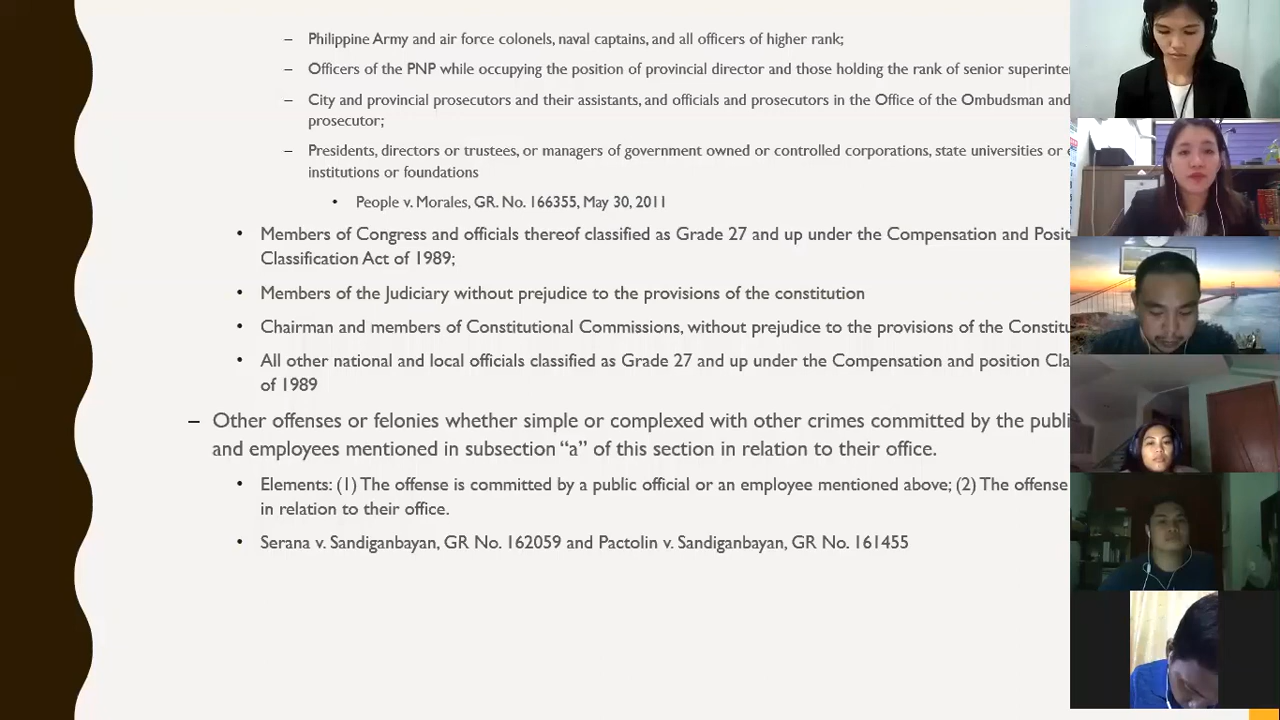 – Philippine Army and air force colonels, naval captains, and all officers of higher rank;
– Officers of the PNP while occupying the position of provincial director and those holding the rank of senior
– City and provincial prosecutors and their assistants, and officials and prosecutors in the Office of the Ombudsman and
prosecutor;
– Presidents, directors or trustees, or managers of government owned or controlled corporations, state universities or
institutions or foundations
• People v. Morales, GR. No. 166355, May 30, 2011
• Members of Congress and officials thereof classified as Grade 27 and up under the Compensation and
Classification Act of 1989;
• Members of the Judiciary without prejudice to the provisions of the constitution
• Chairman and members of Constitutional Commissions, without prejudice to the provisions of the
• All other national and local officials classified as Grade 27 and up under the Compensation and position
of 1989
– Other offenses or felonies whether simple or complexed with other crimes committed by the
and employees mentioned in subsection “a” of this section in relation to their office.
• Elements: (1) The offense is committed by a public official or an employee mentioned above; (2) The offense
in relation to their office.
• Serana v. Sandiganbayan, GR No. 162059 and Pactolin v. Sandiganbayan, GR No. 161455